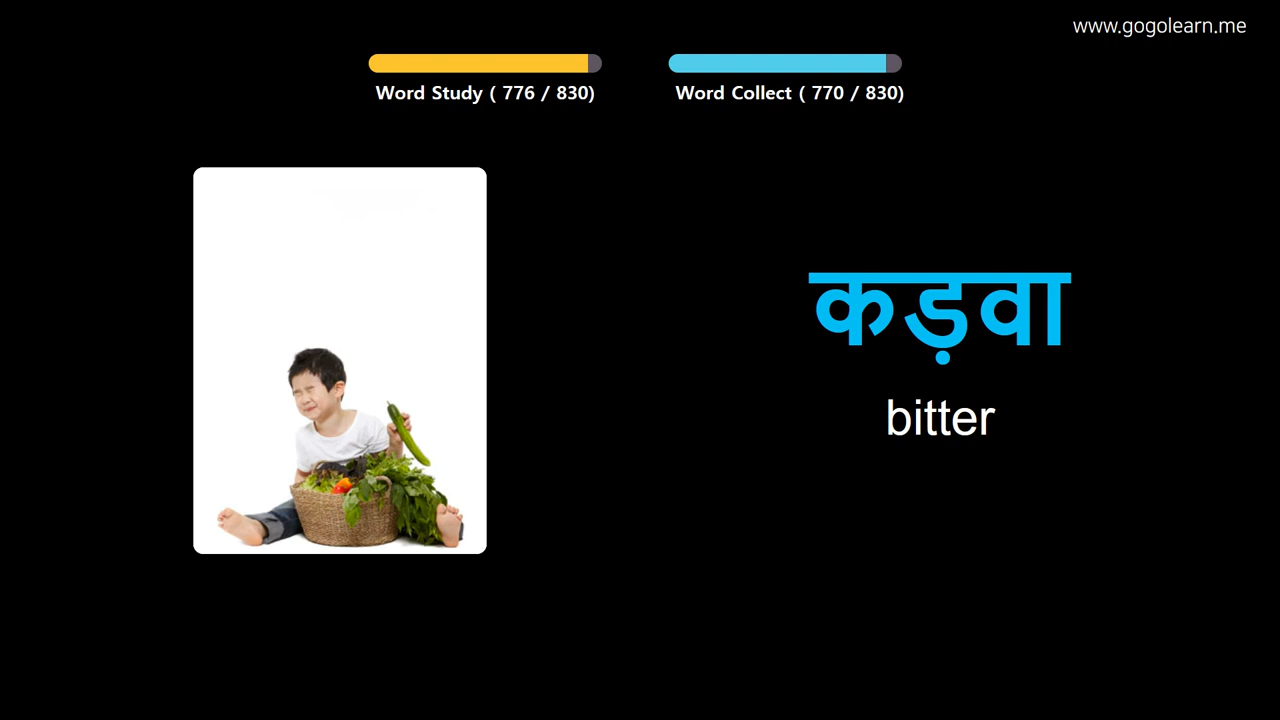 www.gogolearn.me
Word Study ( 776 / 830)
Word Collect ( 770 / 830)
कड़वा
bitter